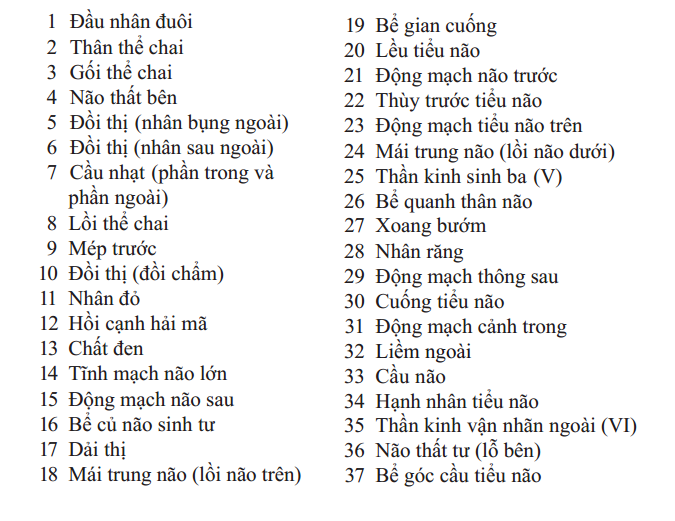 1 Đầu nhân đuôi
2 Thân thể chai
3 Gối thể chai
4 Não thất bên
5 Đồi thị (nhân bụng ngoài)
6 Đồi thị (nhân sau ngoài)
7 Cầu nhạt (phần trong và
phần ngoài)
8 Lồi thể chai
9 Mép trước
10 Đồi thị (đồi chẩm)
11 Nhân đỏ
12 Hồi cạnh hải mã
13 Chất đen
14 Tĩnh mạch não lớn
15 Động mạch não sau
16 Bể củ não sinh tư
17 Dải thị
18 Mái trung não (lồi não trên)
19 Bể gian cuống
20 Lều tiểu não
21 Động mạch não trước
22 Thùy trước tiểu não
23 Động mạch tiểu não trên
24 Mái trung não (lồi não dưới)
25 Thần kinh sinh ba (V)
26 Bể quanh thân não
27 Xoang bướm
28 Nhân răng
29 Động mạch thông sau
30 Cuống tiểu não
31 Động mạch cảnh trong
32 Liềm ngoài
33 Cầu não
34 Hạnh nhân tiểu não
35 Thần kinh vận nhãn ngoài (VI)
36 Não thất tư (lỗ bên)
37 Bể góc cầu tiểu não